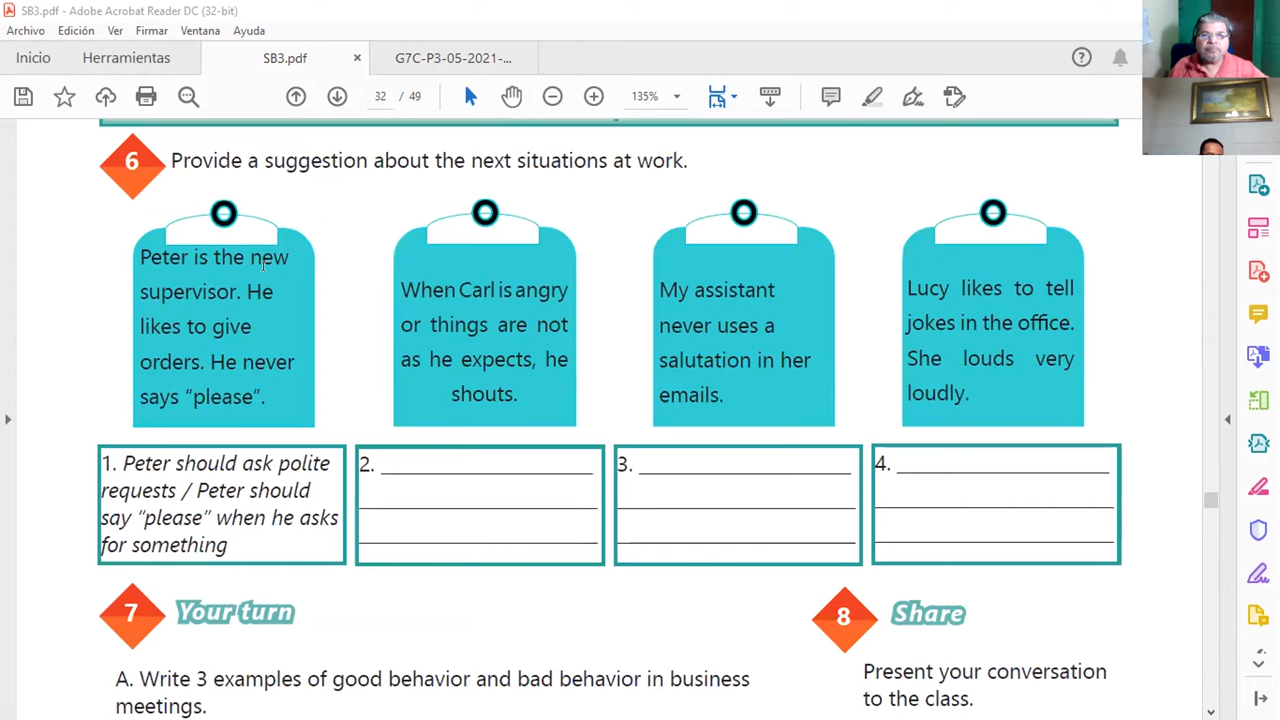 SB3.pdf - Adobe Acrobat Reader DC (32-bit)
Archivo Edición Ver Firmar Ventana Ayuda
Inicio Herramientas SB3.pdf × G7C-P3-05-2021-...
32 / 49 135%
6 Provide a suggestion about the next situations at work.
Peter is the new
supervisor. He
likes to give
orders. He never
says “please”.
When Carl is angry
or things are not
as he expects, he
shouts.
My assistant
never uses a
salutation in her
emails.
Lucy likes to tell
jokes in the office.
She louds very
loudly.
1. Peter should ask polite
requests / Peter should
say “please” when he asks
for something
2.
3.
4.
7 Your turn
A. Write 3 examples of good behavior and bad behavior in business
meetings.
8 Share
Present your conversation
to the class.